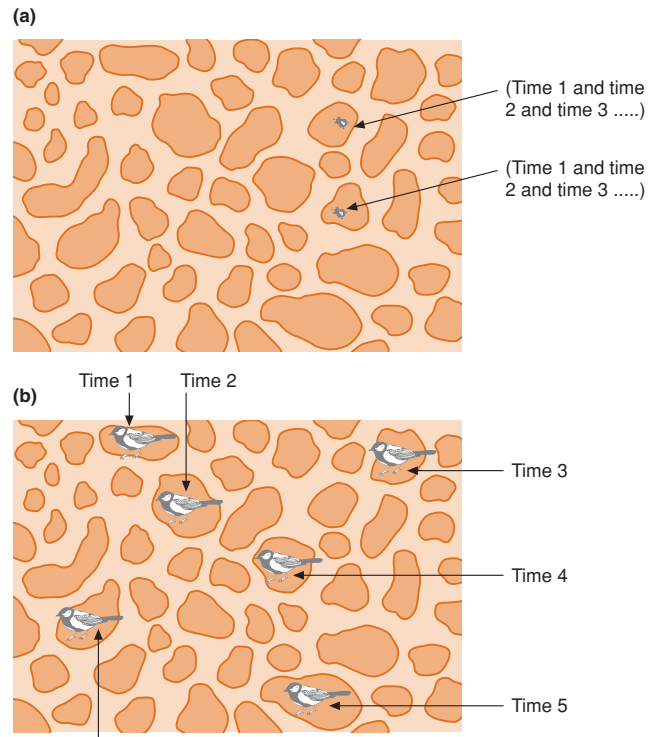 (a)
(Time 1 and time
2 and time 3 .....)
(Time 1 and time
2 and time 3 .....)
Time 1
Time 2
(b)
Time 3
Time 4
Time 5